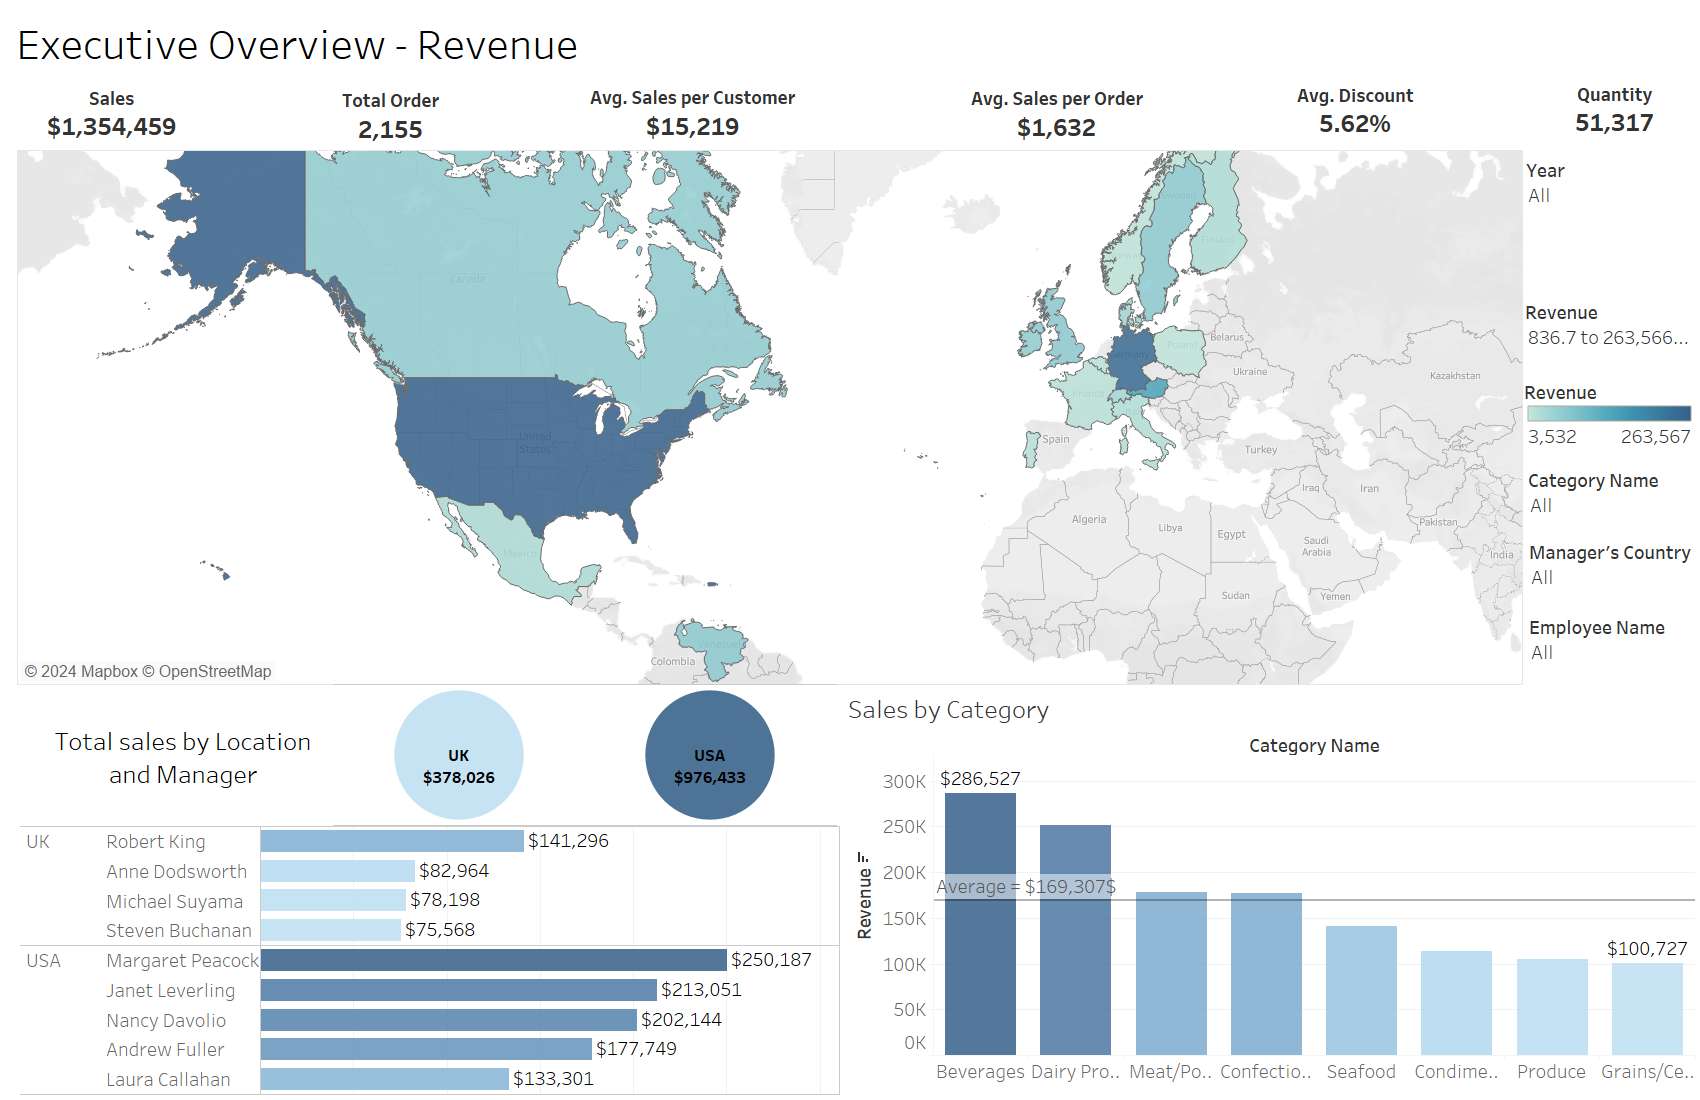 Executive Overview - Revenue
Sales
$1,354,459
Total Order
2,155
Avg. Sales per Customer
$15,219
Avg. Sales per Order
$1,632
Avg. Discount
5.62%
Quantity
51,317
Canada
United
States
Mexico
Venezuela
Colombia
© 2024 Mapbox © OpenStreetMap
Sweden
Finland
Norway
Belarus
Poland
Germany
Ukraine
Kazakhstan
France
Spain
Turkey
Iraq
Iran
Algeria
Libya
Egypt
Saudi
Arabia
Pakistan
India
Sudan
Yemen
Year
All
Revenue
836.7 to 263,566...
Revenue
3,532 263,567
Category Name
All
Manager's Country
All
Employee Name
All
Total sales by Location
and Manager
UK
$378,026
USA
$976,433
UK Robert King $141,296
Anne Dodsworth $82,964
Michael Suyama $78,198
Steven Buchanan $75,568
USA Margaret Peacock $250,187
Janet Leverling $213,051
Nancy Davolio $202,144
Andrew Fuller $177,749
Laura Callahan $133,301
Sales by Category
Category Name
Revenue
300K
250K
200K
150K
100K
50K
0K
$286,527
Average = $169,307$
$100,727
Beverages Dairy Pro.. Meat/Po.. Confectio.. Seafood Condime.. Produce Grains/Ce..